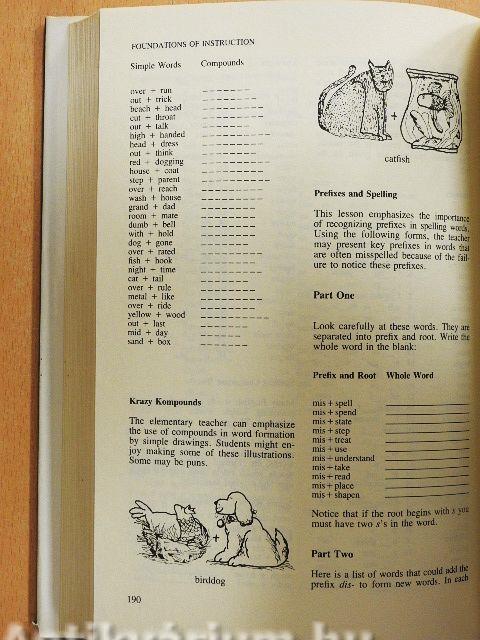 FOUNDATIONS OF INSTRUCTION
Simple Words Compounds
over + run
out + trick
beach + head
cut + throat
out + talk
high + handed
head + dress
out + think
red + dogging
house + coat
step + parent
over + reach
wash + house
grand + dad
room + mate
dumb + bell
with + hold
dog + gone
over + rated
fish + hook
night + time
car + tail
over + rule
metal + like
over + ride
yellow + wood
out + last
mid + day
sand + box
Krazy Kompounds
The elementary teacher can emphasize
the use of compounds in word formation
by simple drawings. Students might en-
joy making some of these illustrations.
Some may be puns.
+
birddog
190
+
catfish
Prefixes and Spelling
This lesson emphasizes the importance
of recognizing prefixes in spelling words.
Using the following forms, the teacher
may present key prefixes in words that
are often misspelled because of the fail-
ure to notice these prefixes.
Part One
Look carefully at these words. They are
separated into prefix and root. Write the
whole word in the blank:
Prefix and Root Whole Word
mis + spell
mis + spend
mis + state
mis + step
mis + treat
mis + use
mis + understand
mis + take
mis + read
mis + place
mis + shapen
Notice that if the root begins with s you
must have two s's in the word.
Part Two
Here is a list of words that could add the
prefix dis- to form new words. In each
Antikvarium.hu